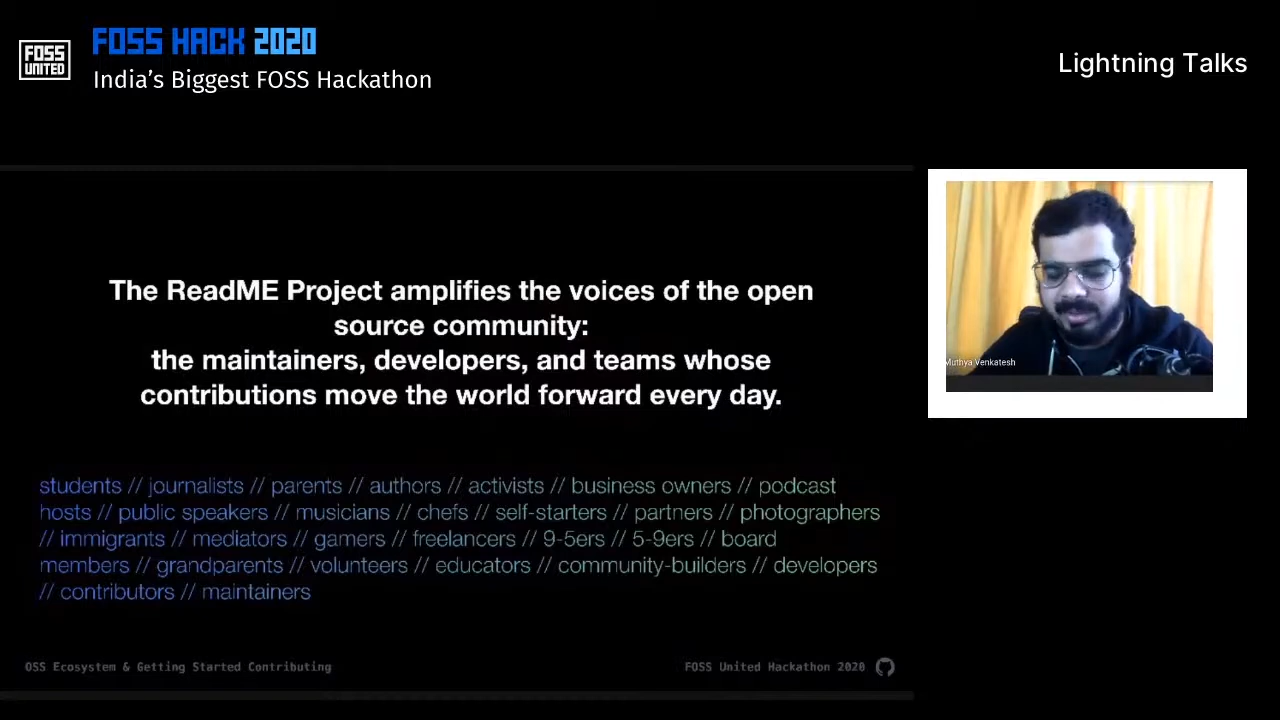 FOSS UNITED
FOSS HACK 2020
India's Biggest FOSS Hackathon
Lightning Talks
The ReadME Project amplifies the voices of the open
source community:
the maintainers, developers, and teams whose
contributions move the world forward every day.
Muthya Venkatesh
students // journalists // parents // authors // activists // business owners // podcast
hosts // public speakers // musicians // chefs // self-starters // partners // photographers
// immigrants // mediators // gamers // freelancers // 9-5ers // 5-9ers // board
members // grandparents // volunteers // educators // community-builders // developers
// contributors // maintainers
OSS Ecosystem & Getting Started Contributing
FOSS United Hackathon 2020